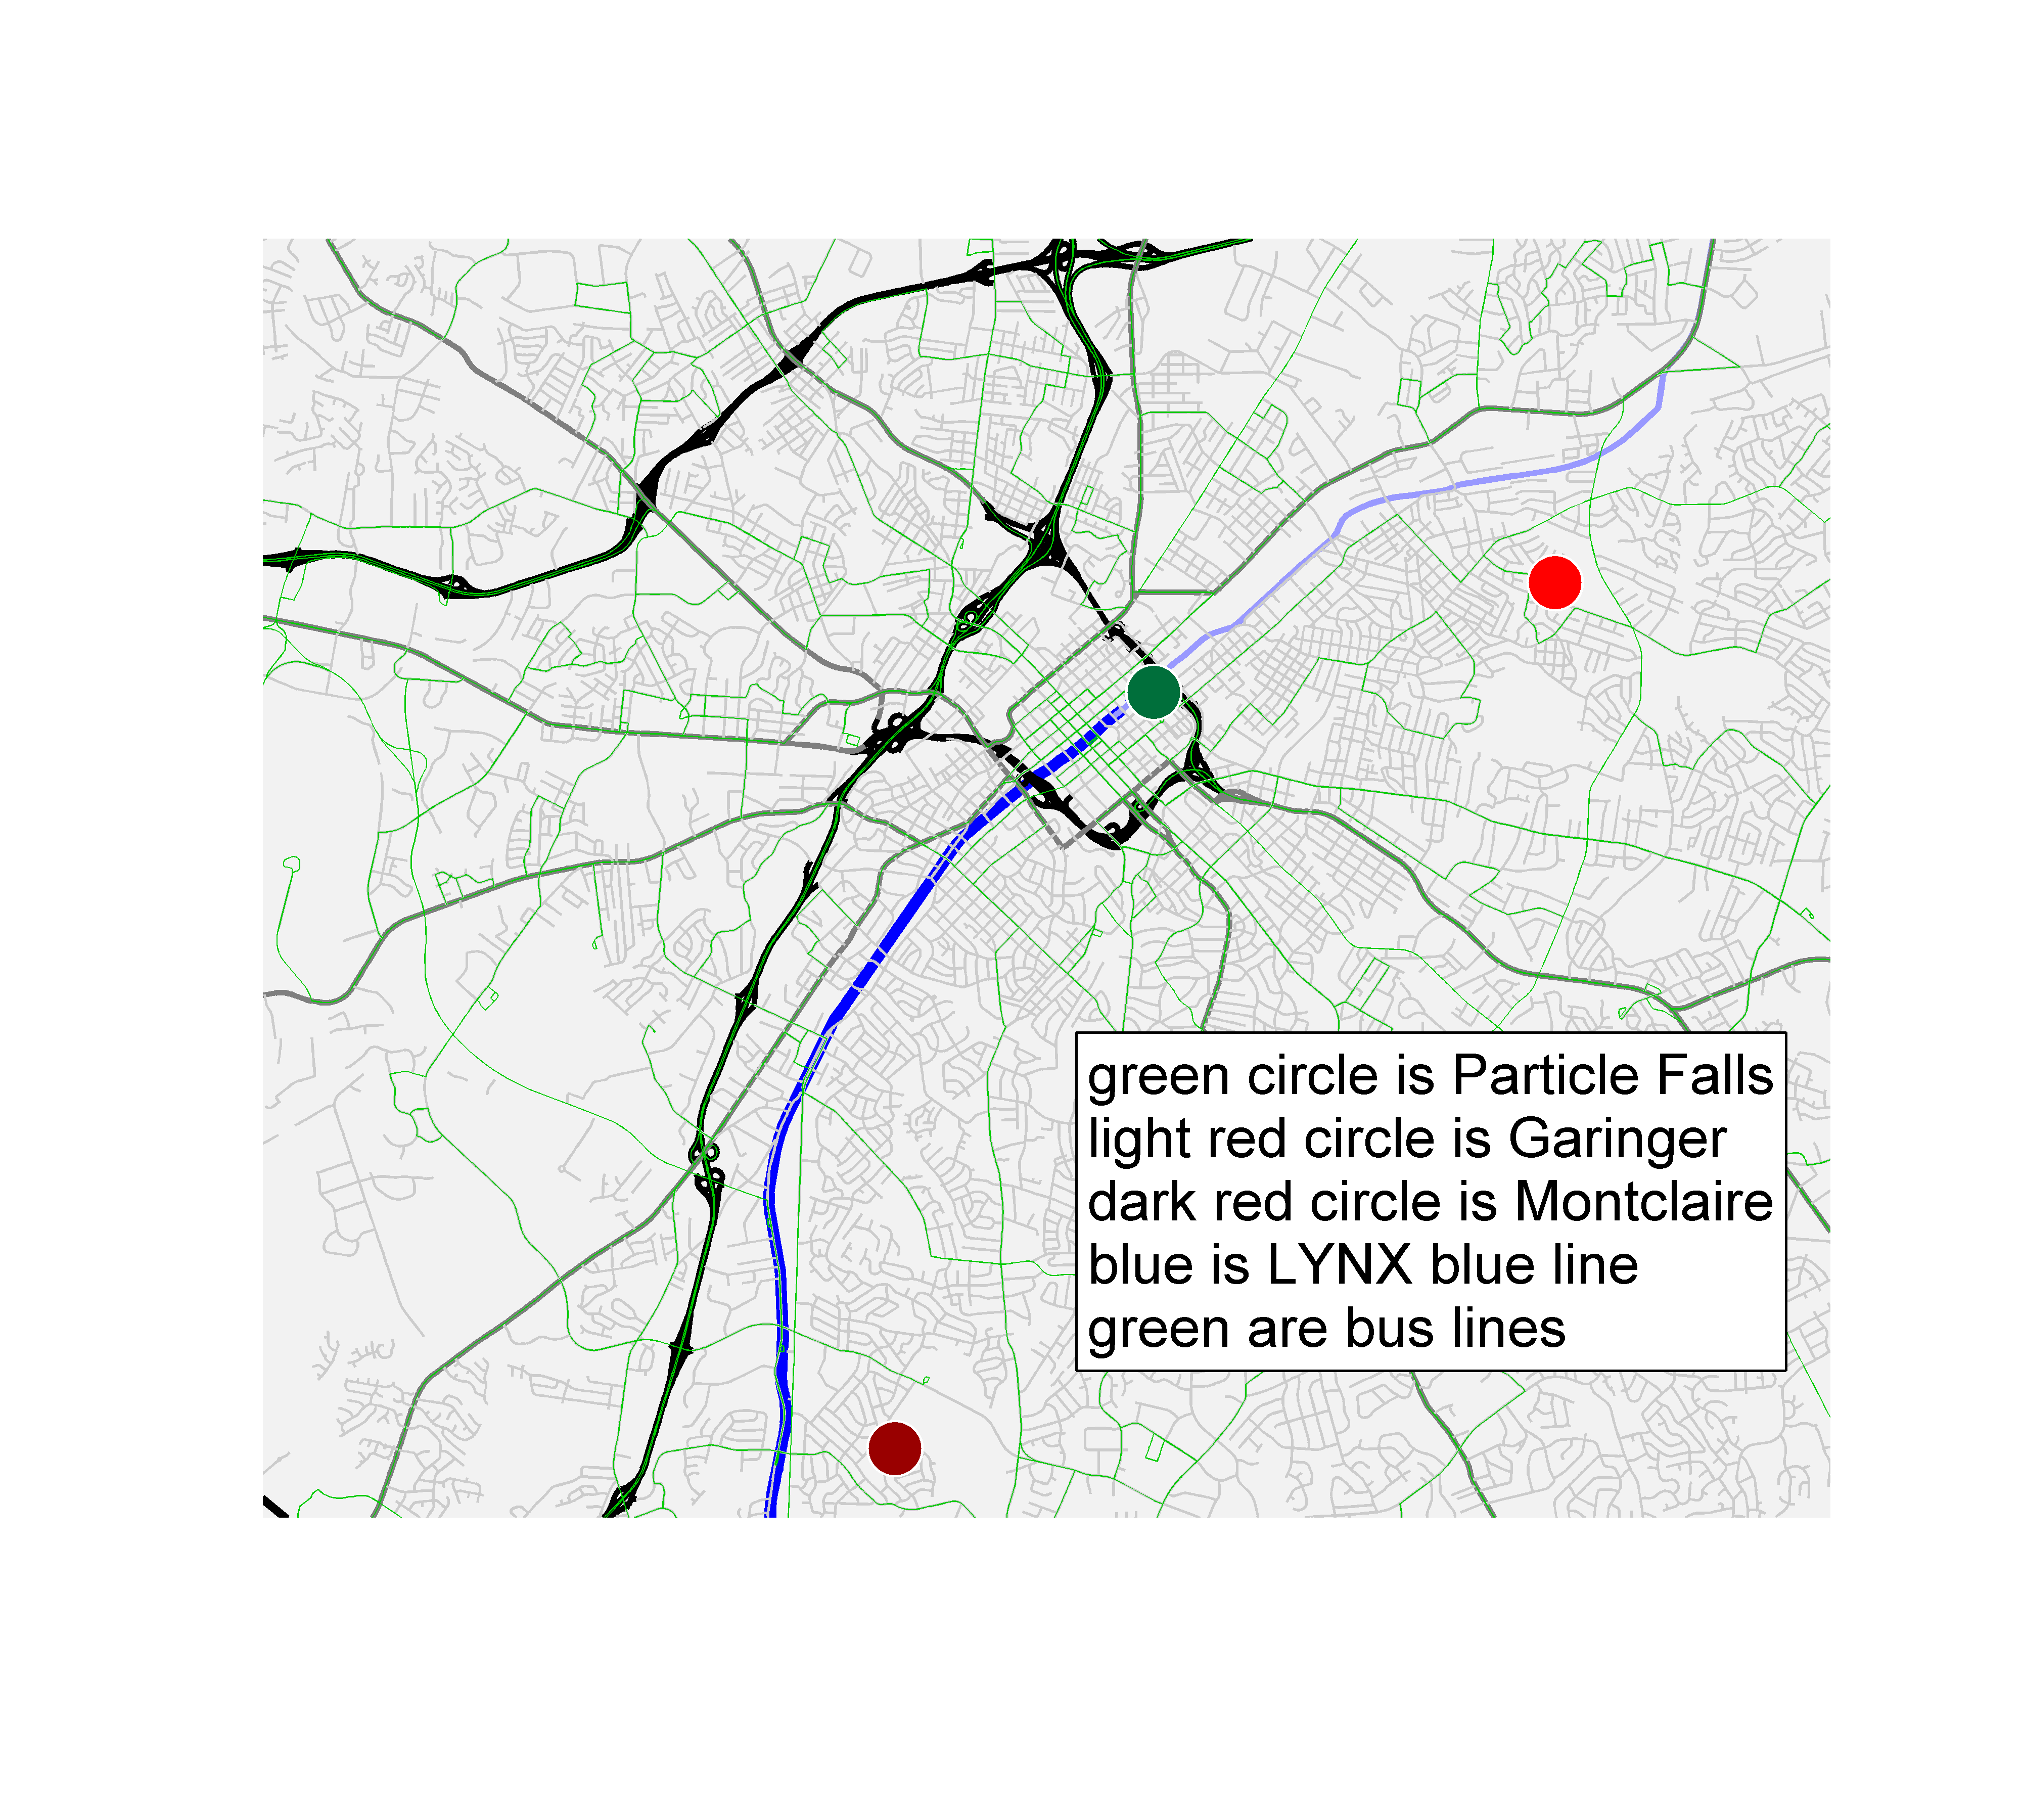 green circle is Particle Falls
light red circle is Garinger
dark red circle is Montclaire
blue is LYNX blue line
green are bus lines